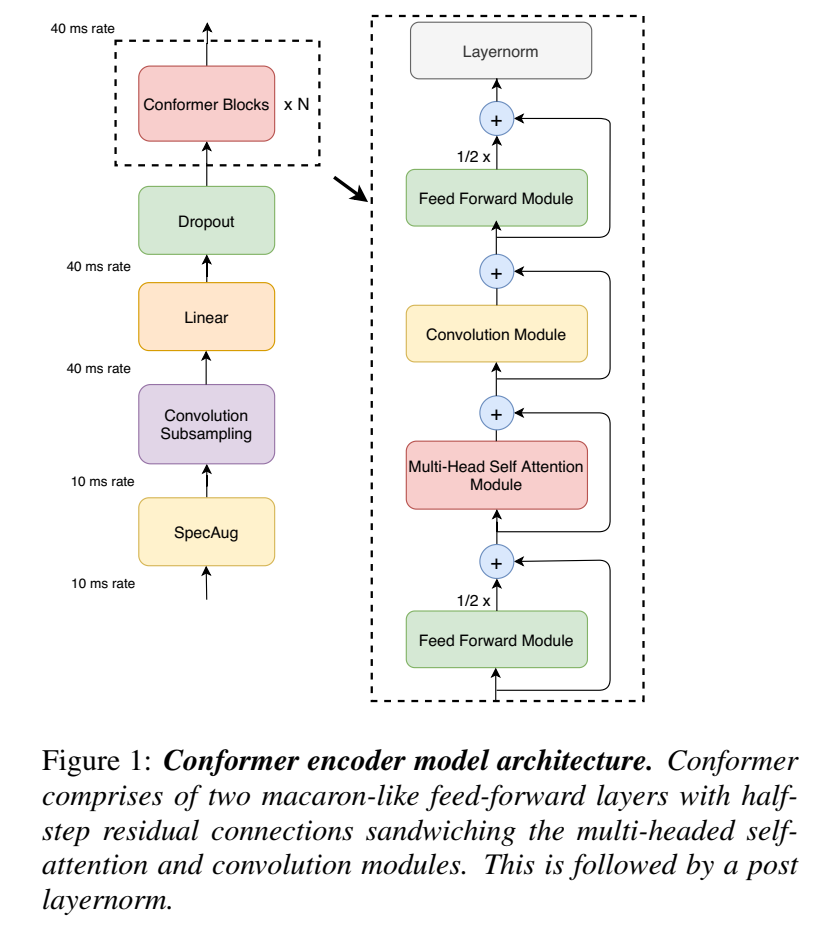 40 ms rate
Conformer Blocks
x N
Dropout
40 ms rate
Linear
40 ms rate
Convolution
Subsampling
10 ms rate
SpecAug
10 ms rate
Layernorm
+
1/2 x
Feed Forward Module
+
Convolution Module
+
Multi-Head Self Attention
Module
+
1/2 x
Feed Forward Module
Figure 1: Conformer encoder model architecture. Conformer
comprises of two macaron-like feed-forward layers with half-
step residual connections sandwiching the multi-headed self-
attention and convolution modules. This is followed by a post
layernorm.